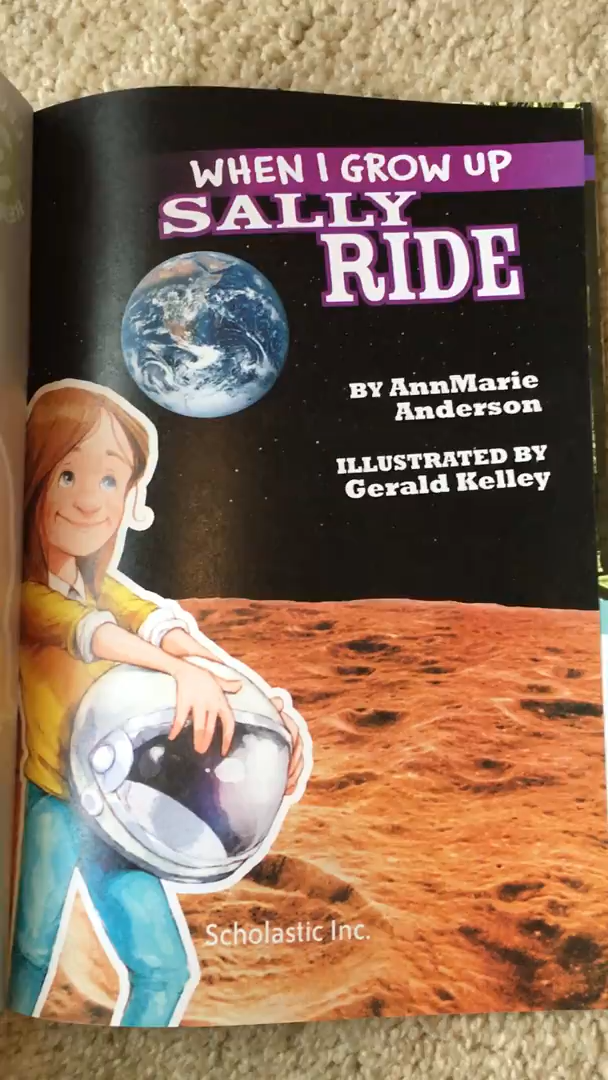 WHEN I GROW UP
SALLY
RIDE
BY AnnMarie
Anderson
ILLUSTRATED BY
Gerald Kelley
Scholastic Inc.